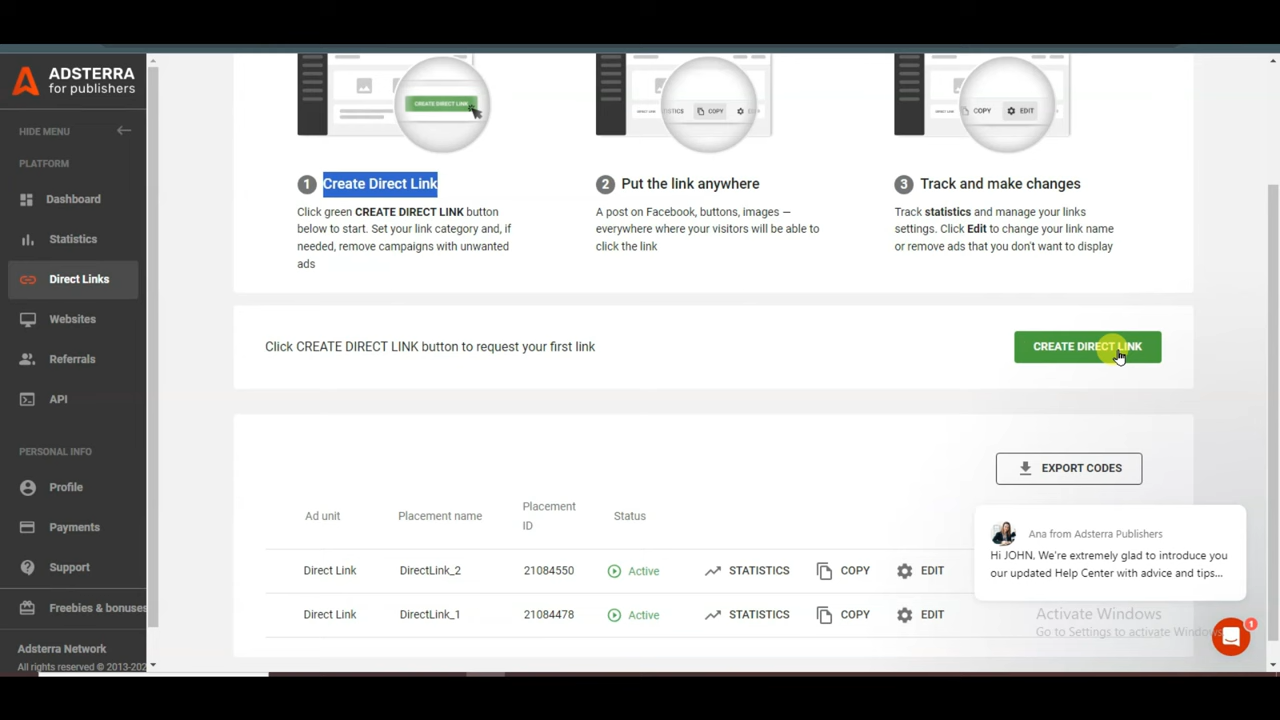 ADSTERRA
for publishers
HIDE MENU
PLATFORM
Dashboard
Statistics
Direct Links
Websites
Referrals
API
PERSONAL INFO
Profile
Payments
Support
Freebies & bonuses
Adsterra Network
All rights reserved © 2013-202
CREATE DIRECT LINK
COPY
COPY
EDIT
1 Create Direct Link
Click green CREATE DIRECT LINK button
below to start. Set your link category and, if
needed, remove campaigns with unwanted
ads
2 Put the link anywhere
A post on Facebook, buttons, images —
everywhere where your visitors will be able to
click the link
3 Track and make changes
Track statistics and manage your links
settings. Click Edit to change your link name
or remove ads that you don't want to display
Click CREATE DIRECT LINK button to request your first link
CREATE DIRECT LINK
EXPORT CODES
Ad unit Placement name Placement ID Status
Direct Link DirectLink_2 21084550 Active STATISTICS COPY EDIT
Direct Link DirectLink_1 21084478 Active STATISTICS COPY EDIT
Ana from Adsterra Publishers
Hi JOHN, We're extremely glad to introduce you
our updated Help Center with advice and tips...
Activate Windows
Go to Settings to activate Windows
1